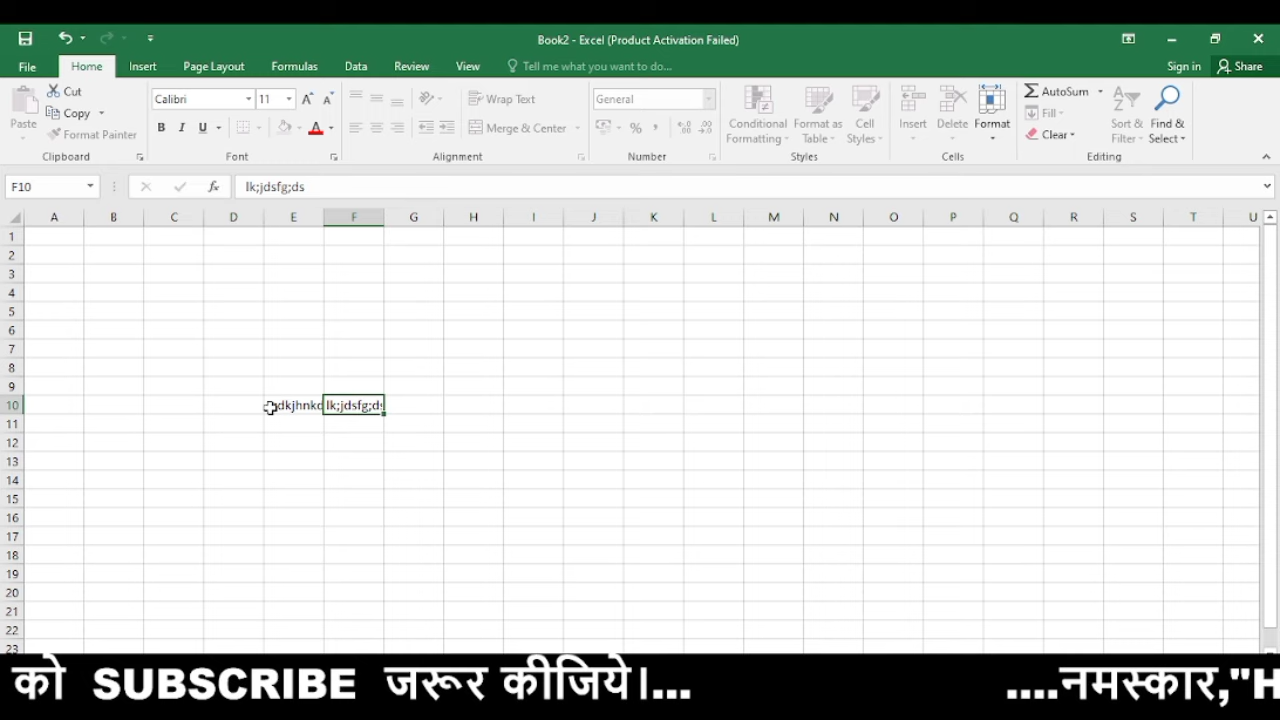 Book2 - Excel (Product Activation Failed)
File Home Insert Page Layout Formulas Data Review View Tell me what you want to do... Sign in Share
Paste Cut Copy Format Painter
Calibri 11 A A
B I U A
Wrap Text
Merge & Center
General
%
Conditional Formatting Format as Table Cell Styles
Insert Delete Format
AutoSum Fill Clear
Sort & Filter Find & Select
Clipboard Font Alignment Number Styles Cells Editing
F10 fx lk;jdsfg;ds
A B C D E F G H I J K L M N O P Q R S T U
1
2
3
4
5
6
7
8
9
10 dkjhnkd lk;jdsfg;ds
11
12
13
14
15
16
17
18
19
20
21
22
23
को SUBSCRIBE जरूर कीजिये।... ....नमस्कार,"H